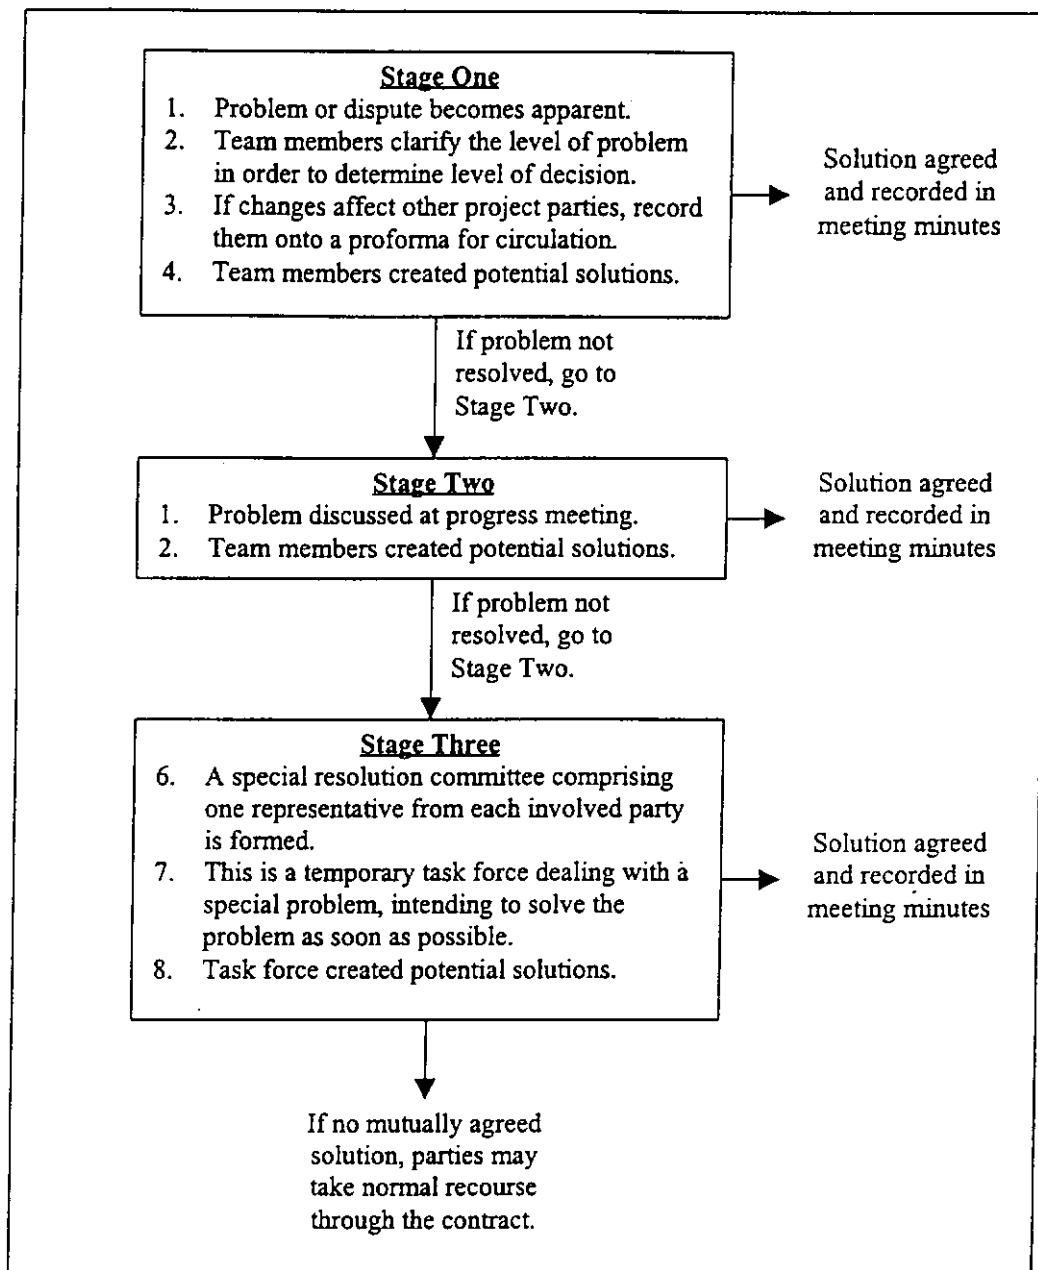 Stage One
1. Problem or dispute becomes apparent.
2. Team members clarify the level of problem
in order to determine level of decision.
3. If changes affect other project parties, record
them onto a proforma for circulation.
4. Team members created potential solutions.
Solution agreed
and recorded in
meeting minutes
If problem not
resolved, go to
Stage Two.
Stage Two
1. Problem discussed at progress meeting.
2. Team members created potential solutions.
Solution agreed
and recorded in
meeting minutes
If problem not
resolved, go to
Stage Two.
Stage Three
6. A special resolution committee comprising
one representative from each involved party
is formed.
7. This is a temporary task force dealing with a
special problem, intending to solve the
problem as soon as possible.
8. Task force created potential solutions.
Solution agreed
and recorded in
meeting minutes
If no mutually agreed
solution, parties may
take normal recourse
through the contract.